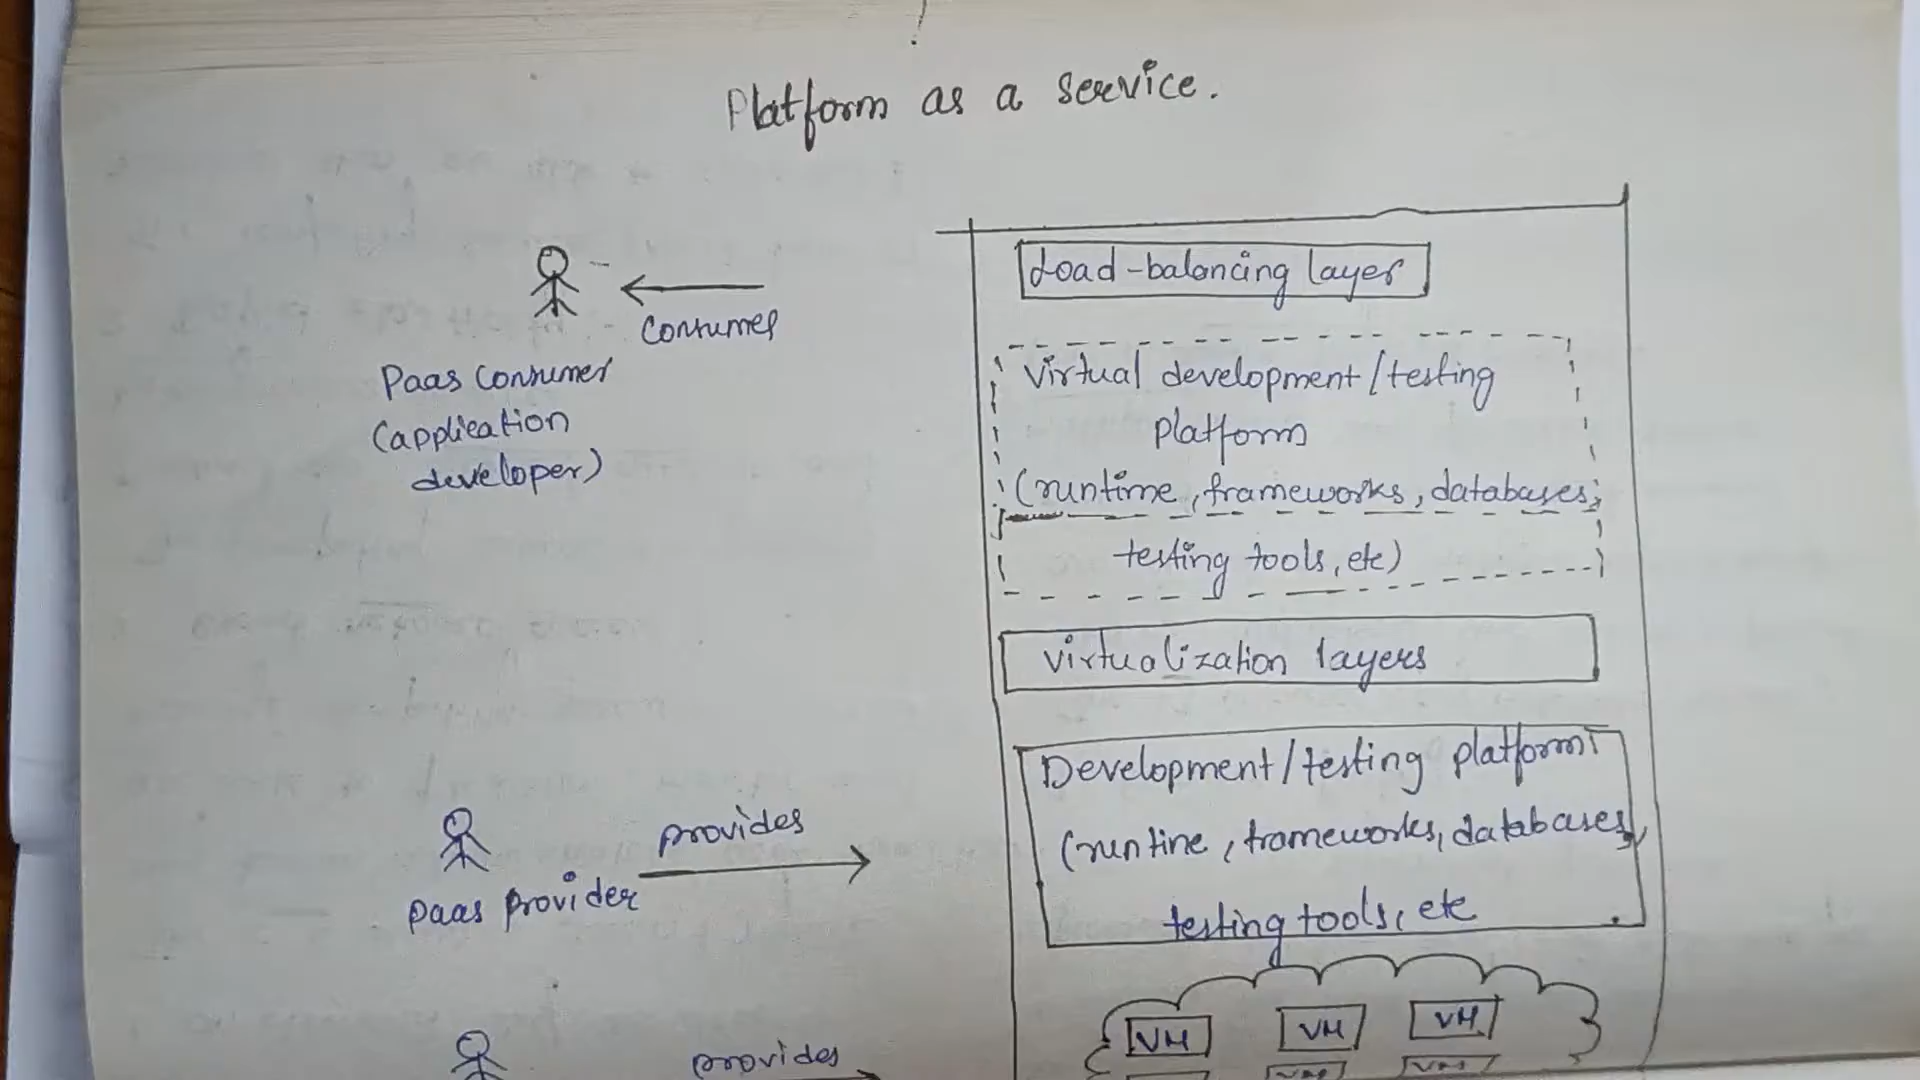 Platform as a service.
Load-balancing layer
Consumes
Paas Consumer
(application
developer)
Virtual development/testing
platform
(runtime, frameworks, databases,
testing tools, etc)
virtualization layers
Development/testing platform
(runtine, frameworks, databases,
testing tools, etc
provides
paas provider
VM VM VM
provides